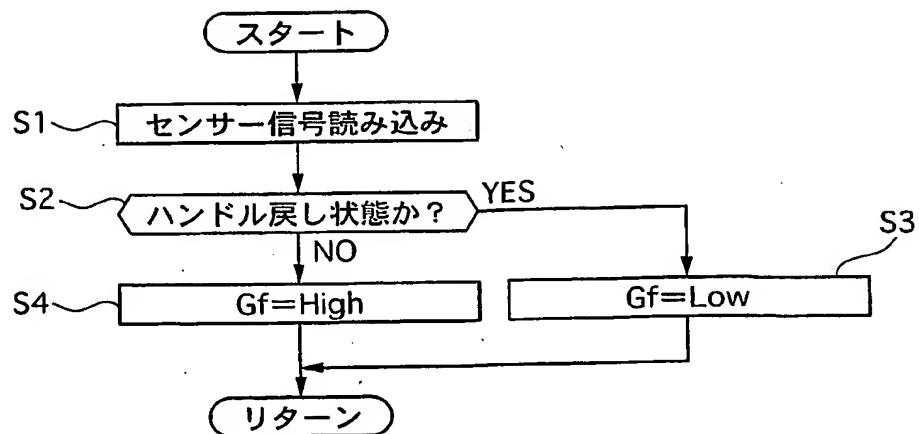 スタート
S1
センサー信号読み込み
S2
ハンドル戻し状態か?
YES
NO
S3
S4
Gf=High
Gf=Low
リターン